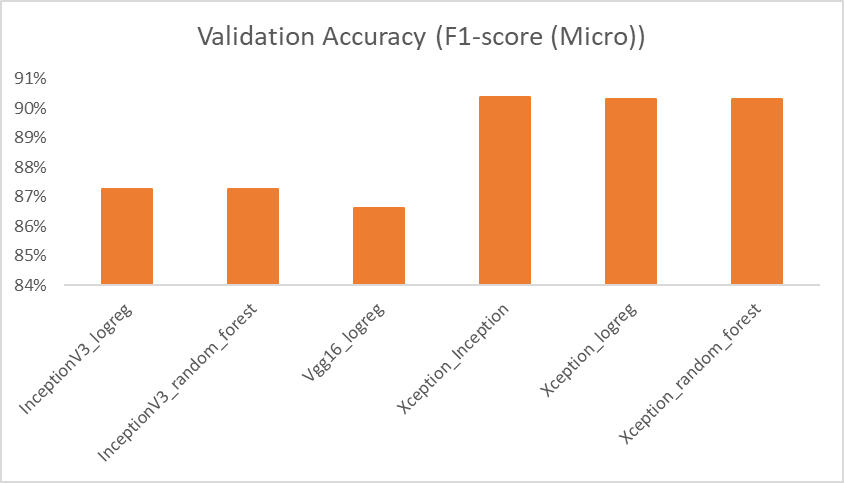 Validation Accuracy (F1-score (Micro))
91%
90%
89%
88%
87%
86%
85%
84%
InceptionV3_logreg
InceptionV3_random_forest
Vgg16_logreg
Xception_Inception
Xception_logreg
Xception_random_forest